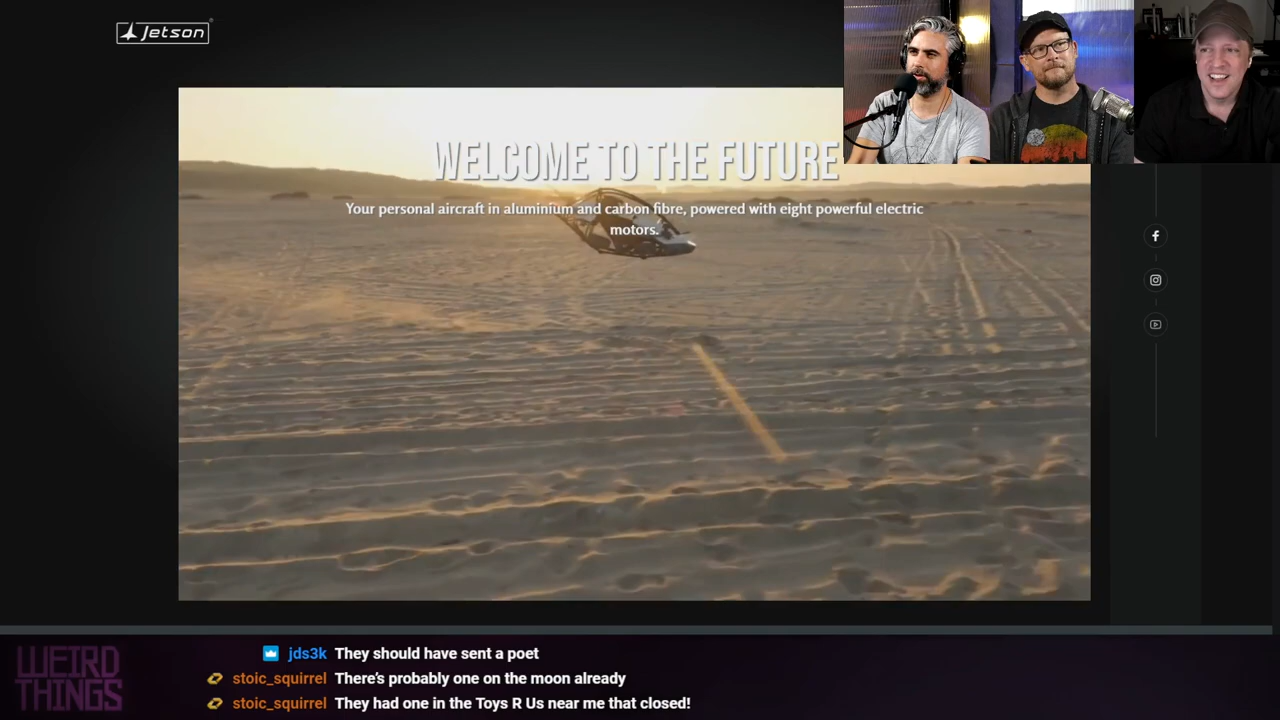 Jetson
WELCOME TO THE FUTURE
Your personal aircraft in aluminium and carbon fibre, powered with eight powerful electric
motors.
jds3k They should have sent a poet
stoic_squirrel There's probably one on the moon already
stoic_squirrel They had one in the Toys R Us near me that closed!
WEIRD
THINGS